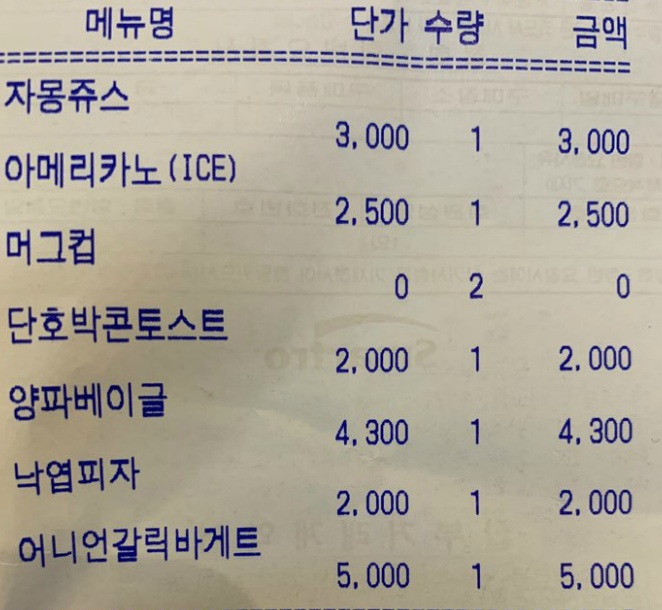 메뉴명 단가 수량 금액
자몽쥬스
3,000 1 3,000
아메리카노(ICE)
2,500 1 2,500
머그컵
0 2 0
단호박콘토스트
2,000 1 2,000
양파베이글
4,300 1 4,300
낙엽피자
2,000 1 2,000
어니언갈릭바게트
5,000 1 5,000